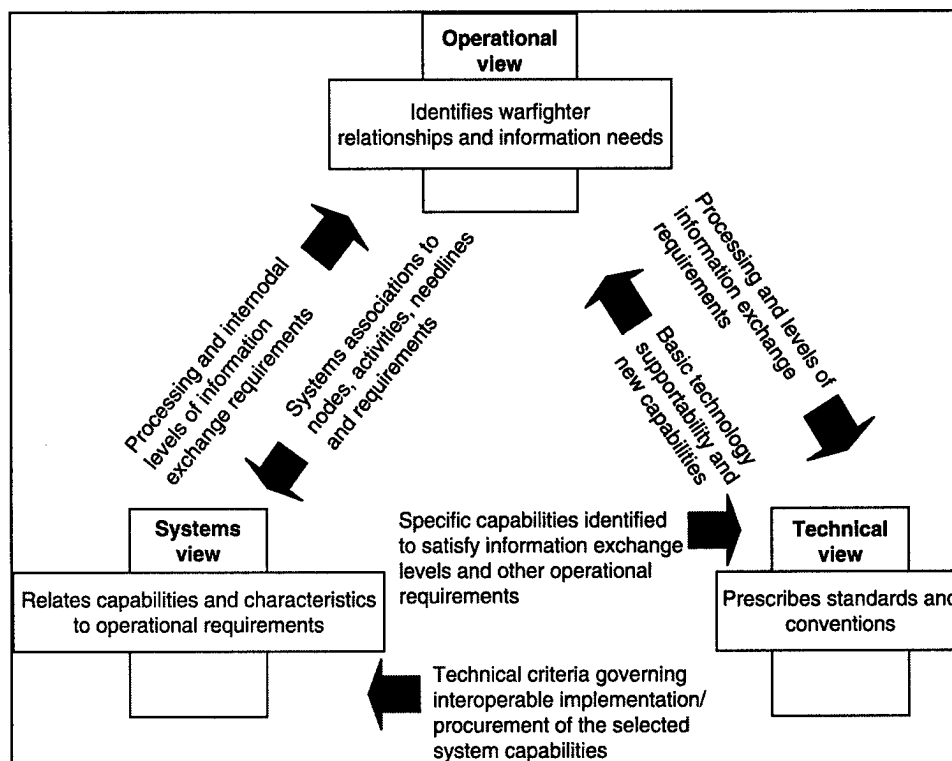 Operational
view
Identifies warfighter
relationships and information needs
Processing and internodal
levels of information
exchange requirements
Systems associations to
nodes, activities, needlines
and requirements
Processing and levels of
information exchange
requirements
Basic technology
supportability and
new capabilities
Systems
view
Relates capabilities and characteristics
to operational requirements
Specific capabilities identified
to satisfy information exchange
levels and other operational
requirements
Technical
view
Prescribes standards and
conventions
Technical criteria governing
interoperable implementation/
procurement of the selected
system capabilities